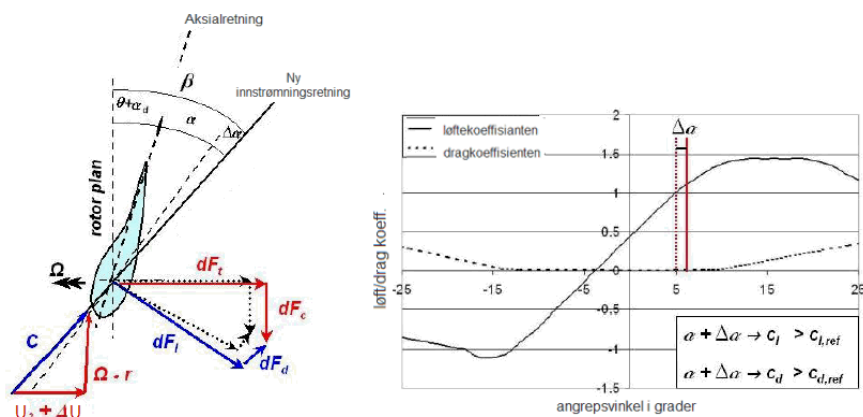 Aksialretning
β
Ny
innstrømningsretning
θ+α_d
α
Δα
rotor plan
Ω
dF_t
dF_c
dF_l
dF_d
C
Ω · r
U_2 + ΔU
løftekoeffisianten
dragkoeffisienten
Δα
løft/drag koeff.
2
1.5
1
0.5
0
-0.5
-1
-1.5
-25
-15
-5
5
15
25
α + Δα → c_l > c_l,ref
α + Δα → c_d > c_d,ref
angrepsvinkel i grader